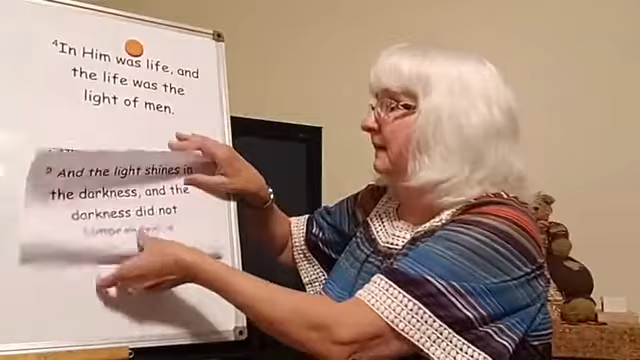 ⁴In Him was life, and
the life was the
light of men.
⁵ And the light shines in
the darkness, and the
darkness did not